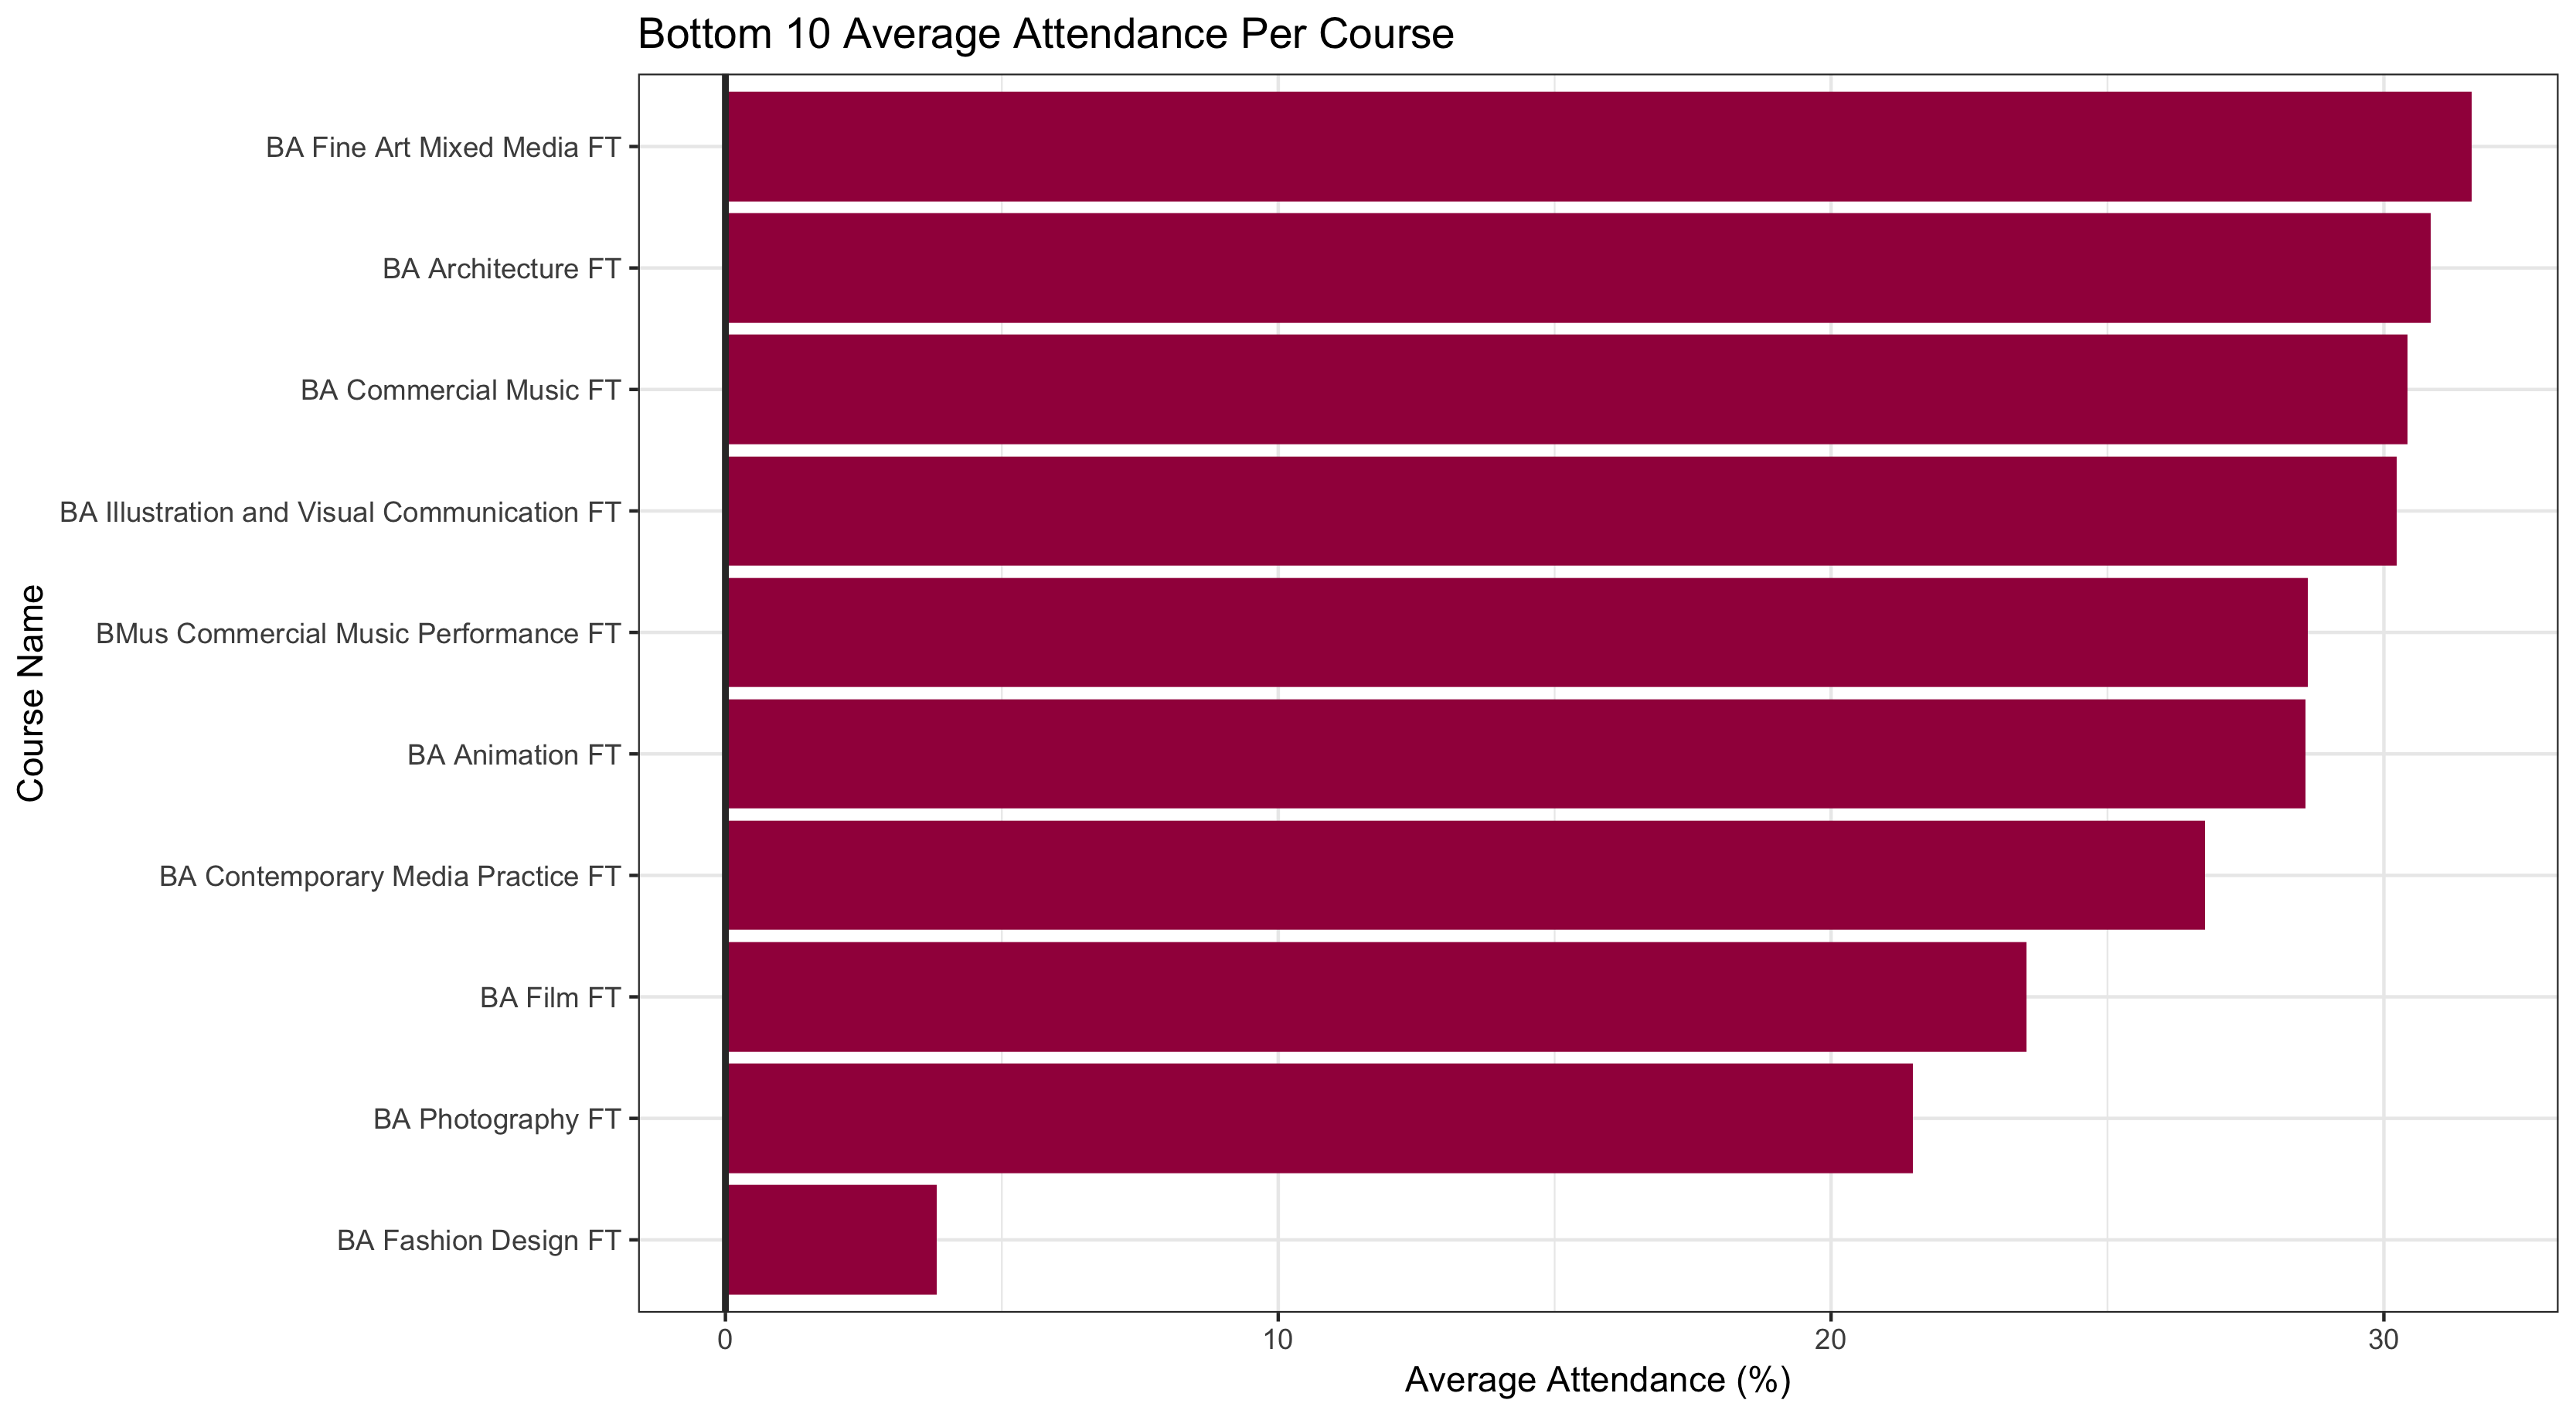 Bottom 10 Average Attendance Per Course
Course Name
BA Fine Art Mixed Media FT
BA Architecture FT
BA Commercial Music FT
BA Illustration and Visual Communication FT
BMus Commercial Music Performance FT
BA Animation FT
BA Contemporary Media Practice FT
BA Film FT
BA Photography FT
BA Fashion Design FT
0 10 20 30
Average Attendance (%)